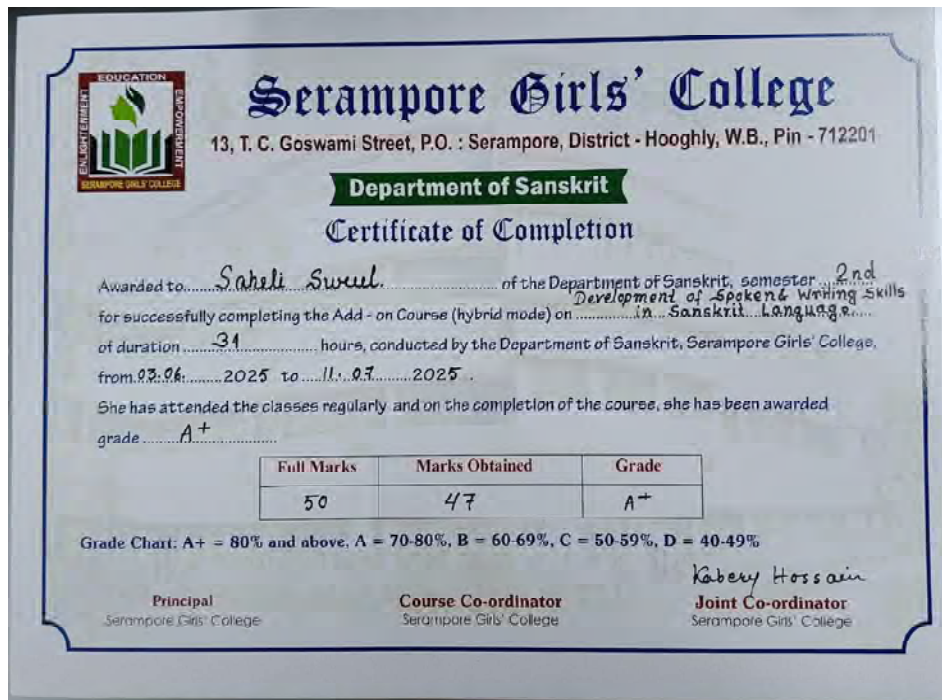 EDUCATION
ENLIGHTENMENT
EMPOWERMENT
SERAMPORE GIRLS' COLLEGE
Serampore Girls' College
13, T. C. Goswami Street, P.O. : Serampore, District - Hooghly, W.B., Pin - 712201
Department of Sanskrit
Certificate of Completion
Awarded to........Saheli.................of the Department of Sanskrit, semester...2nd
Development of Spoken & Writing Skills
for successfully completing the Add - on Course (hybrid mode) on ..............in...Sanskrit...Language....
of duration ......31................. hours, conducted by the Department of Sanskrit, Serampore Girls' College,
from.03.06..........2025 to.....11..07..........2025 .
She has attended the classes regularly and on the completion of the course, she has been awarded
grade .......A+.................
Full Marks Marks Obtained Grade
50 47 A+
Grade Chart: A+ = 80% and above, A = 70-80%, B = 60-69%, C = 50-59%, D = 40-49%
Kabery Hossain
Principal Course Co-ordinator Joint Co-ordinator
Serampore Girls' College Serampore Girls' College Serampore Girls' College